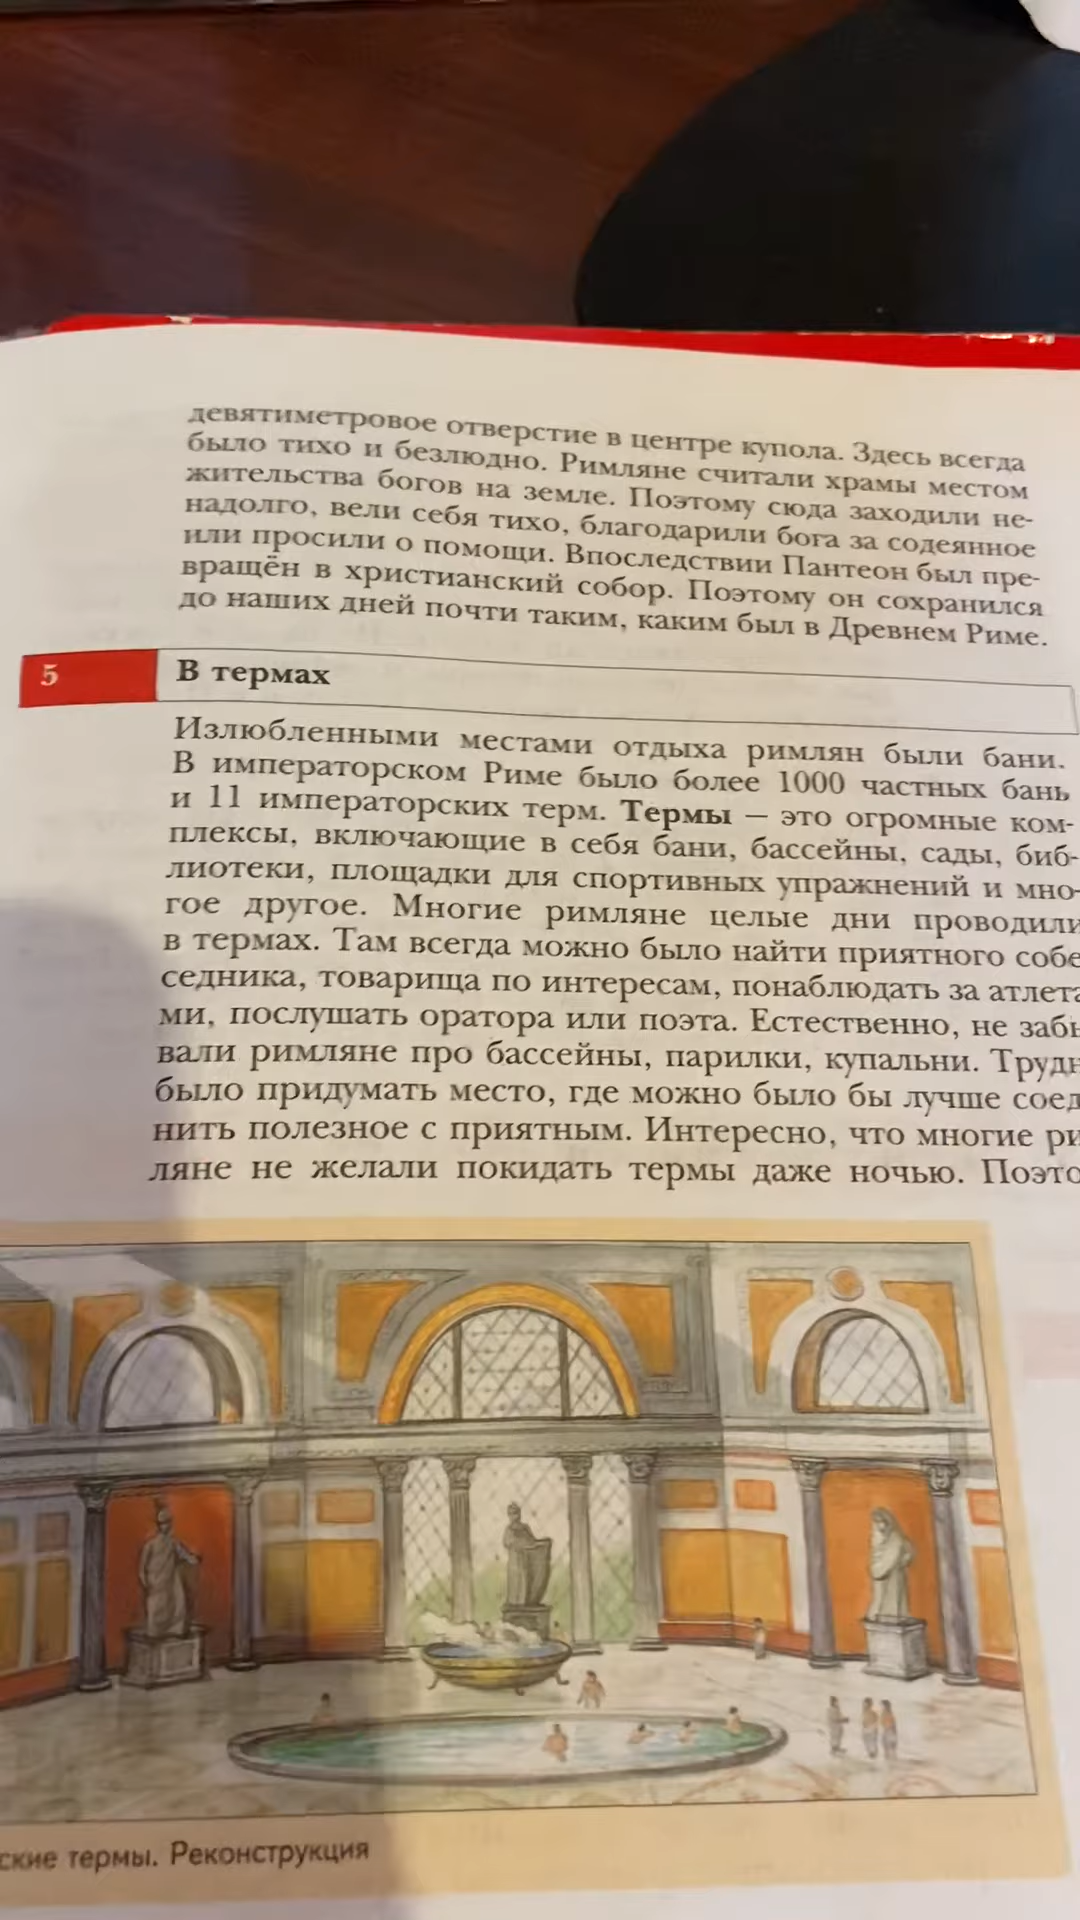 девятиметровое отверстие в центре купола. Здесь всегда
было тихо и безлюдно. Римляне считали храмы местом
жительства богов на земле. Поэтому сюда заходили не-
надолго, вели себя тихо, благодарили бога за содеянное
или просили о помощи. Впоследствии Пантеон был пре-
вращён в христианский собор. Поэтому он сохранился
до наших дней почти таким, каким был в Древнем Риме.
5 В термах
Излюбленными местами отдыха римлян были бани.
В императорском Риме было более 1000 частных бань
и 11 императорских терм. Термы — это огромные ком-
плексы, включающие в себя бани, бассейны, сады, биб-
лиотеки, площадки для спортивных упражнений и мно-
гое другое. Многие римляне целые дни проводили
в термах. Там всегда можно было найти приятного собе
седника, товарища по интересам, понаблюдать за атлета
ми, послушать оратора или поэта. Естественно, не забы
вали римляне про бассейны, парилки, купальни. Трудн
было придумать место, где можно было бы лучше соед
нить полезное с приятным. Интересно, что многие ри
ляне не желали покидать термы даже ночью. Поэто
ские термы. Реконструкция